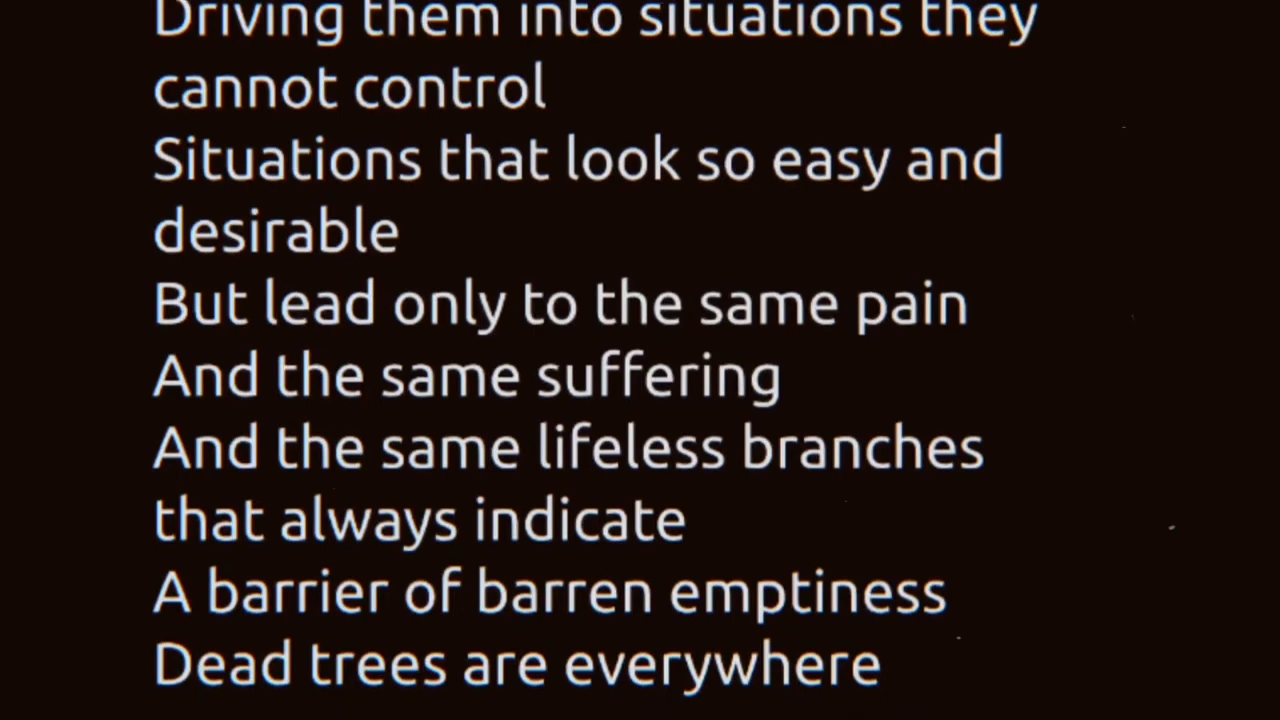 Driving them into situations they
cannot control
Situations that look so easy and
desirable
But lead only to the same pain
And the same suffering
And the same lifeless branches
that always indicate
A barrier of barren emptiness
Dead trees are everywhere